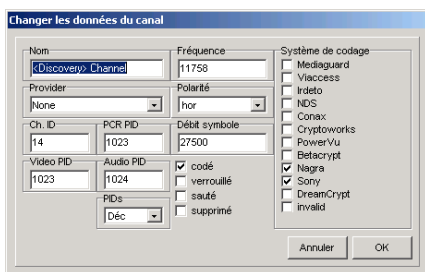 Changer les données du canal
Nom
<Discovery> Channel
Fréquence
11758
Provider
None
Polarité
hor
Ch. ID
14
PCR PID
1023
Débit symbole
27500
Video PID
1023
Audio PID
1024
PIDs
Déc
codé
verrouillé
sauté
supprimé
Système de codage
Mediaguard
Viaccess
Irdeto
NDS
Conax
Cryptoworks
PowerVu
Betacrypt
Nagra
Sony
DreamCrypt
invalid
Annuler
OK